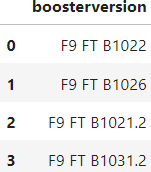 boosterversion
0 F9 FT B1022
1 F9 FT B1026
2 F9 FT B1021.2
3 F9 FT B1031.2